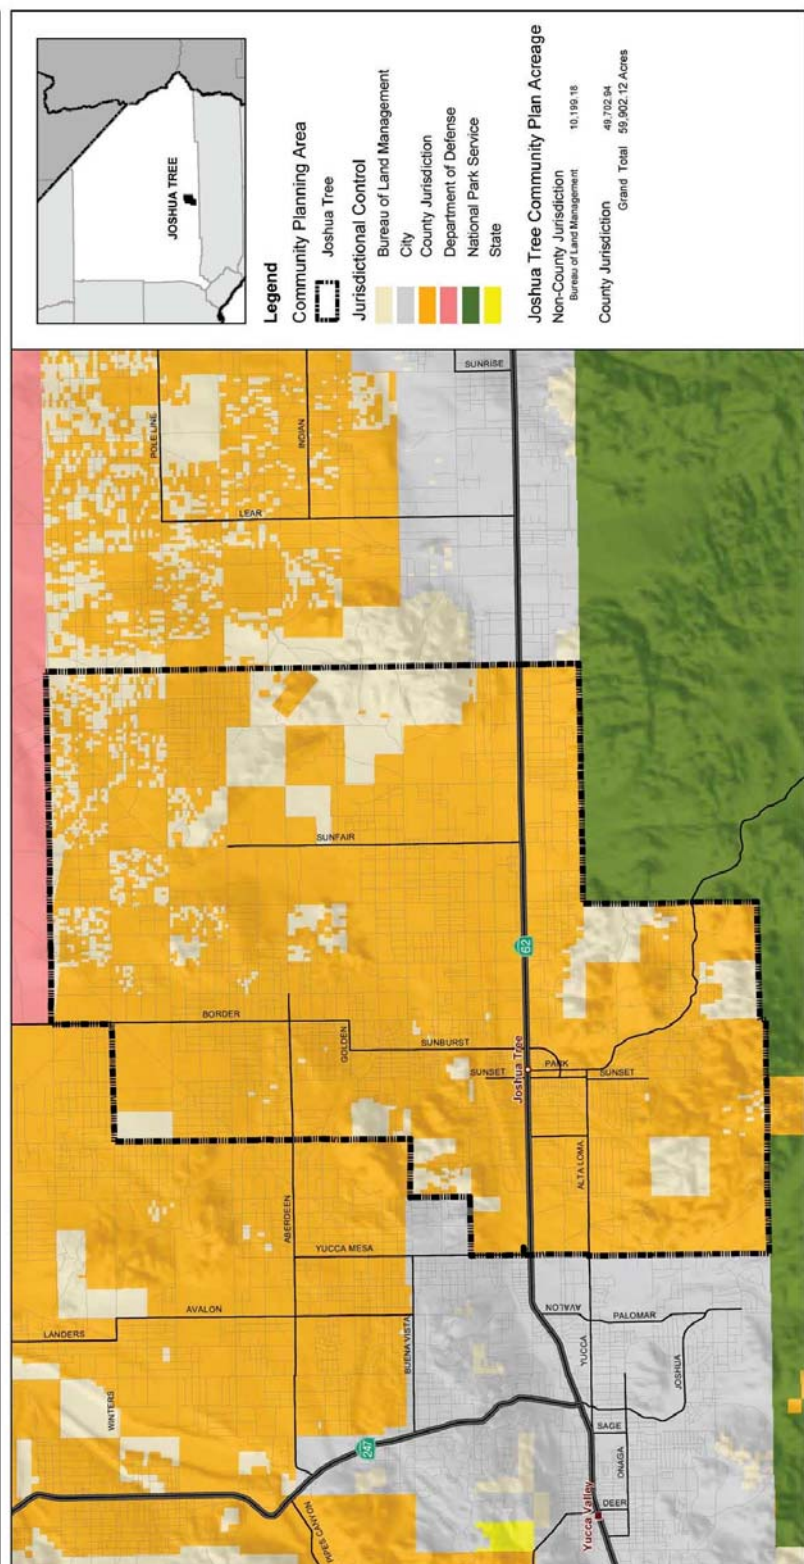 JOSHUA TREE
Legend
Community Planning Area
Joshua Tree
Jurisdictional Control
Bureau of Land Management
City
County Jurisdiction
Department of Defense
National Park Service
State
Joshua Tree Community Plan Acreage
Non-County Jurisdiction
Bureau of Land Management 10,199.18
County Jurisdiction 49,702.94
Grand Total 59,902.12 Acres
POLELINE
INDIAN
SUNRISE
LEAR
SUNFAIR
62
BORDER
GOLDEN
SUNBURST
Joshua Tree
PARK
SUNSET
SUNSET
ALTA LOMA
ABERDEEN
YUCCA MESA
AVALON
LANDERS
BUENA VISTA
AVALON
PALOMAR
YUCCA
JOSHUA
WINTERS
247
SAGE
ONAGA
DEER
Yucca Valley
PIPES CANYON